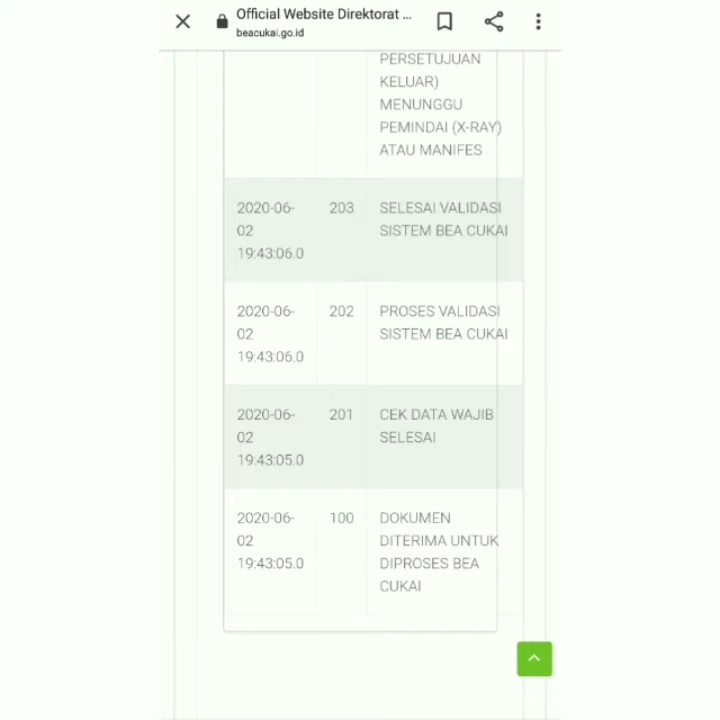 Official Website Direktorat ...
beacukai.go.id
PERSETUJUAN
KELUAR)
MENUNGGU
PEMINDAI (X-RAY)
ATAU MANIFES
2020-06-
02
19:43:06.0
203
SELESAI VALIDASI
SISTEM BEA CUKAI
2020-06-
02
19:43:06.0
202
PROSES VALIDASI
SISTEM BEA CUKAI
2020-06-
02
19:43:05.0
201
CEK DATA WAJIB
SELESAI
2020-06-
02
19:43:05.0
100
DOKUMEN
DITERIMA UNTUK
DIPROSES BEA
CUKAI